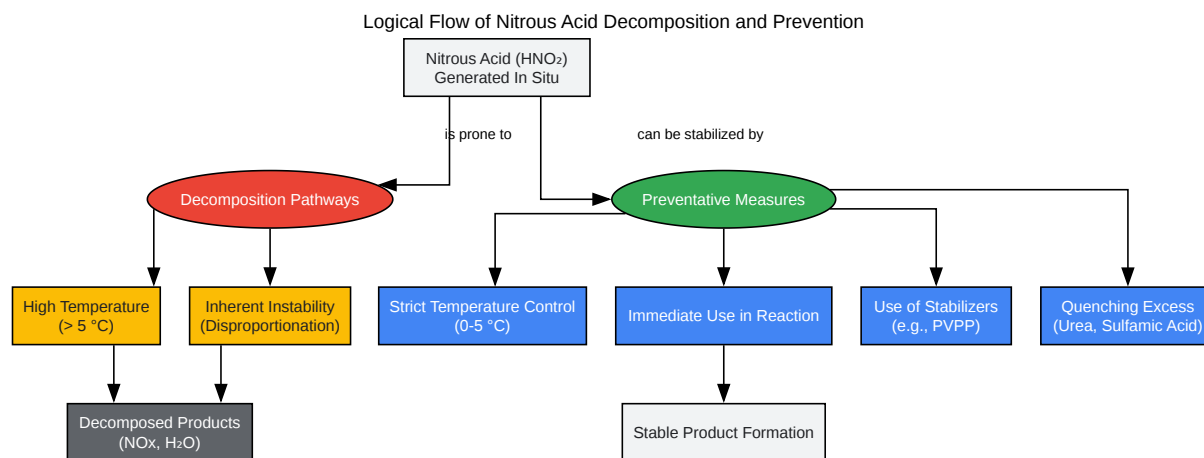 Logical Flow of Nitrous Acid Decomposition and Prevention
Nitrous Acid (HNO₂)
Generated In Situ
is prone to
can be stabilized by
Decomposition Pathways
Preventative Measures
High Temperature
(> 5 °C)
Inherent Instability
(Disproportionation)
Strict Temperature Control
(0-5 °C)
Immediate Use in Reaction
Use of Stabilizers
(e.g., PVPP)
Quenching Excess
(Urea, Sulfamic Acid)
Decomposed Products
(NOx, H₂O)
Stable Product Formation